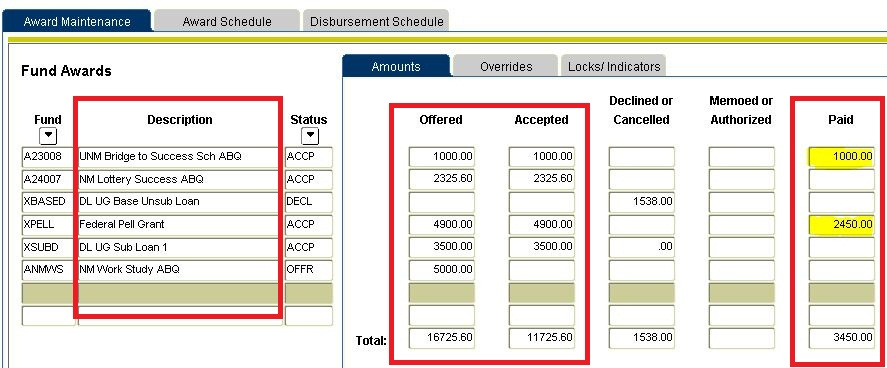 Award Maintenance Award Schedule Disbursement Schedule
Fund Awards
Amounts Overrides Locks/ Indicators
Declined or Memoed or
Fund Description Status Offered Accepted Cancelled Authorized Paid
A23008 UNM Bridge to Success Sch ABQ ACCP 1000.00 1000.00 1000.00
A24007 NM Lottery Success ABQ ACCP 2325.60 2325.60
XBASED DL UG Base Unsub Loan DECL 1538.00
XPELL Federal Pell Grant ACCP 4900.00 4900.00 2450.00
XSUBD DL UG Sub Loan 1 ACCP 3500.00 3500.00 .00
ANMWS NM Work Study ABQ OFFR 5000.00
Total: 16725.60 11725.60 1538.00 3450.00